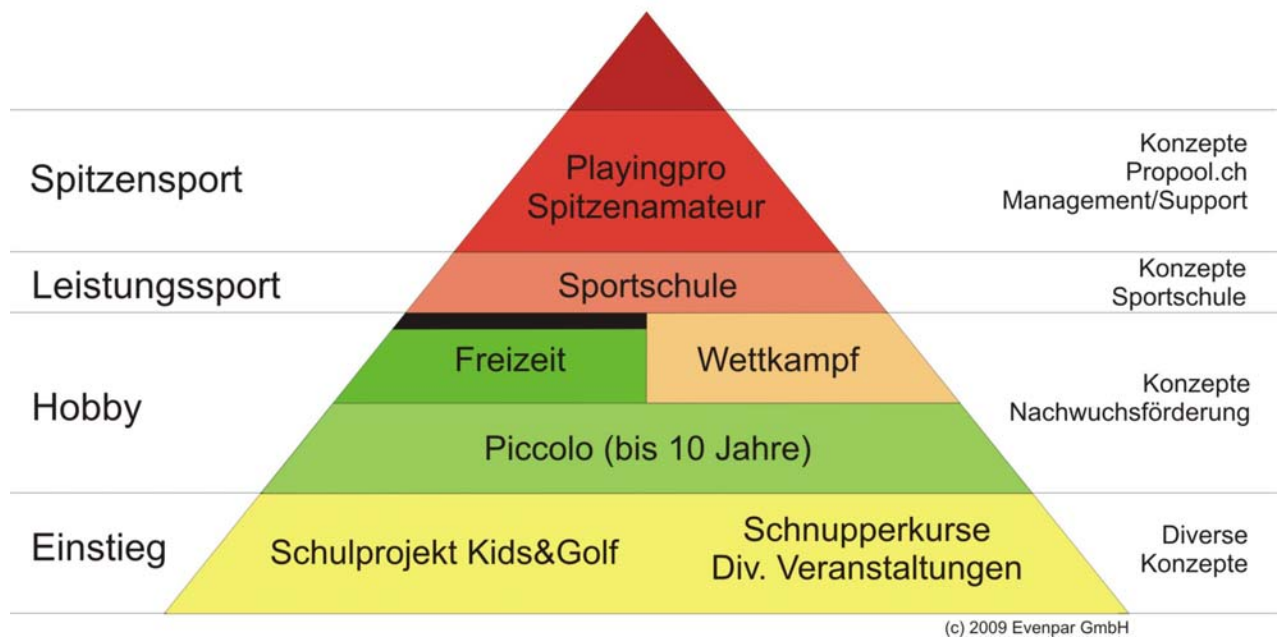 Spitzensport
Playingpro
Spitzenamateur
Konzepte
Propool.ch
Management/Support
Leistungssport
Sportschule
Konzepte
Sportschule
Hobby
Freizeit
Wettkampf
Piccolo (bis 10 Jahre)
Konzepte
Nachwuchsförderung
Einstieg
Schulprojekt Kids&Golf
Schnupperkurse
Div. Veranstaltungen
Diverse
Konzepte
(c) 2009 Evenpar GmbH